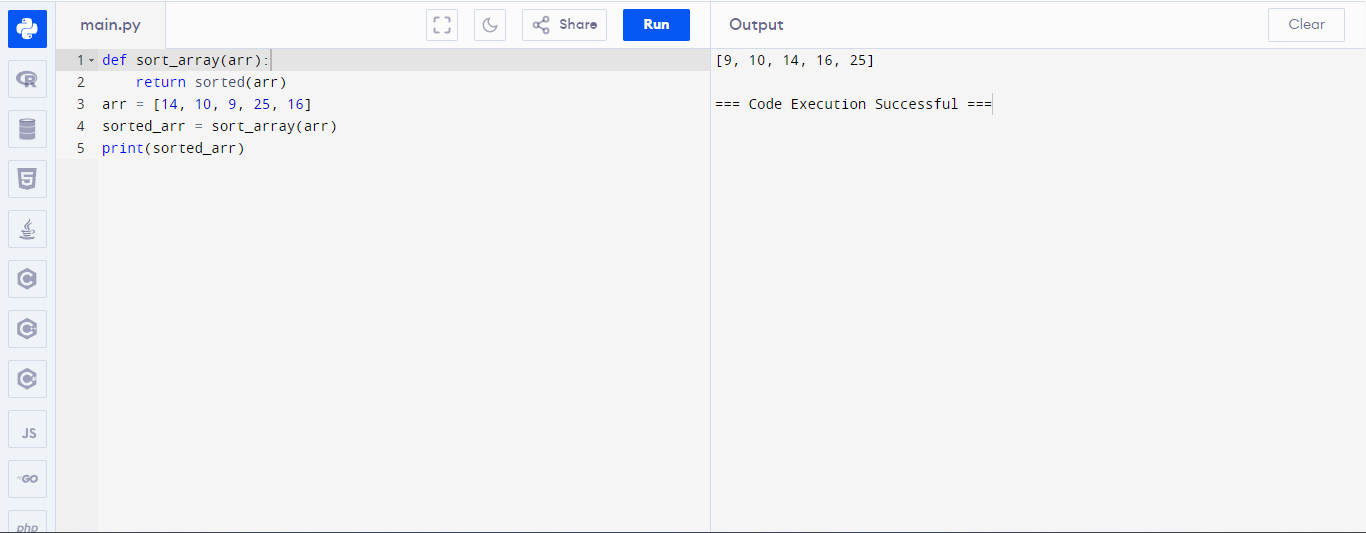 main.py
Share
Run
Output
Clear
1 def sort_array(arr):
2     return sorted(arr)
3 arr = [14, 10, 9, 25, 16]
4 sorted_arr = sort_array(arr)
5 print(sorted_arr)
[9, 10, 14, 16, 25]
=== Code Execution Successful ===
R
5
C
C
C
JS
GO
php